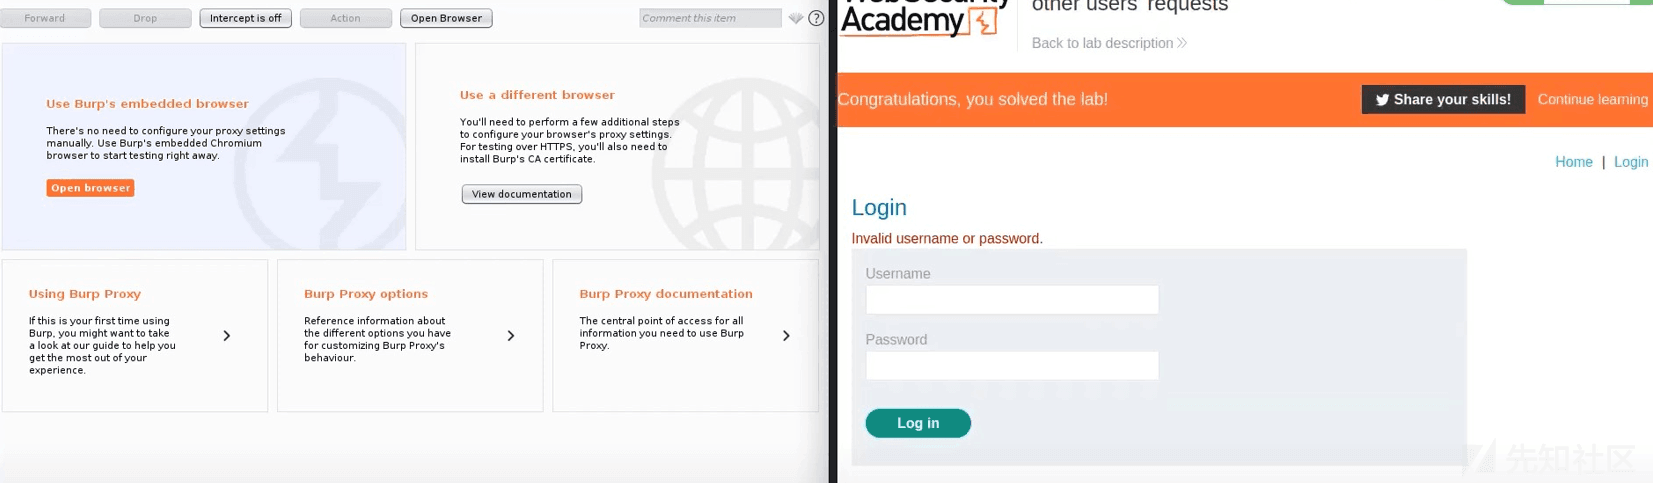 Forward
Drop
Intercept is off
Action
Open Browser
Comment this item
?
Use Burp's embedded browser
There's no need to configure your proxy settings
manually. Use Burp's embedded Chromium
browser to start testing right away.
Open browser
Use a different browser
You'll need to perform a few additional steps
to configure your browser's proxy settings.
For testing over HTTPS, you'll also need to
install Burp's CA certificate.
View documentation
Using Burp Proxy
If this is your first time using
Burp, you might want to take
a look at our guide to help you
get the most out of your
experience.
Burp Proxy options
Reference information about
the different options you have
for customizing Burp Proxy's
behaviour.
Burp Proxy documentation
The central point of access for all
information you need to use Burp
Proxy.
Academy
other users' requests
Back to lab description
Congratulations, you solved the lab!
Share your skills!
Continue learning
Home | Login
Login
Invalid username or password.
Username
Password
Log in
先知社区